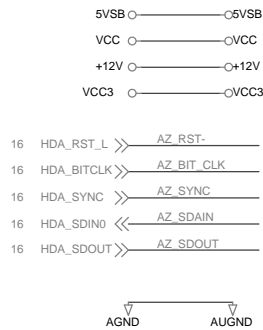 5VSB 5VSB
VCC VCC
+12V +12V
VCC3 VCC3
16 HDA_RST_L AZ_RST-
16 HDA_BITCLK AZ_BIT_CLK
16 HDA_SYNC AZ_SYNC
16 HDA_SDIN0 AZ_SDAIN
16 HDA_SDOUT AZ_SDOUT
AGND AUGND